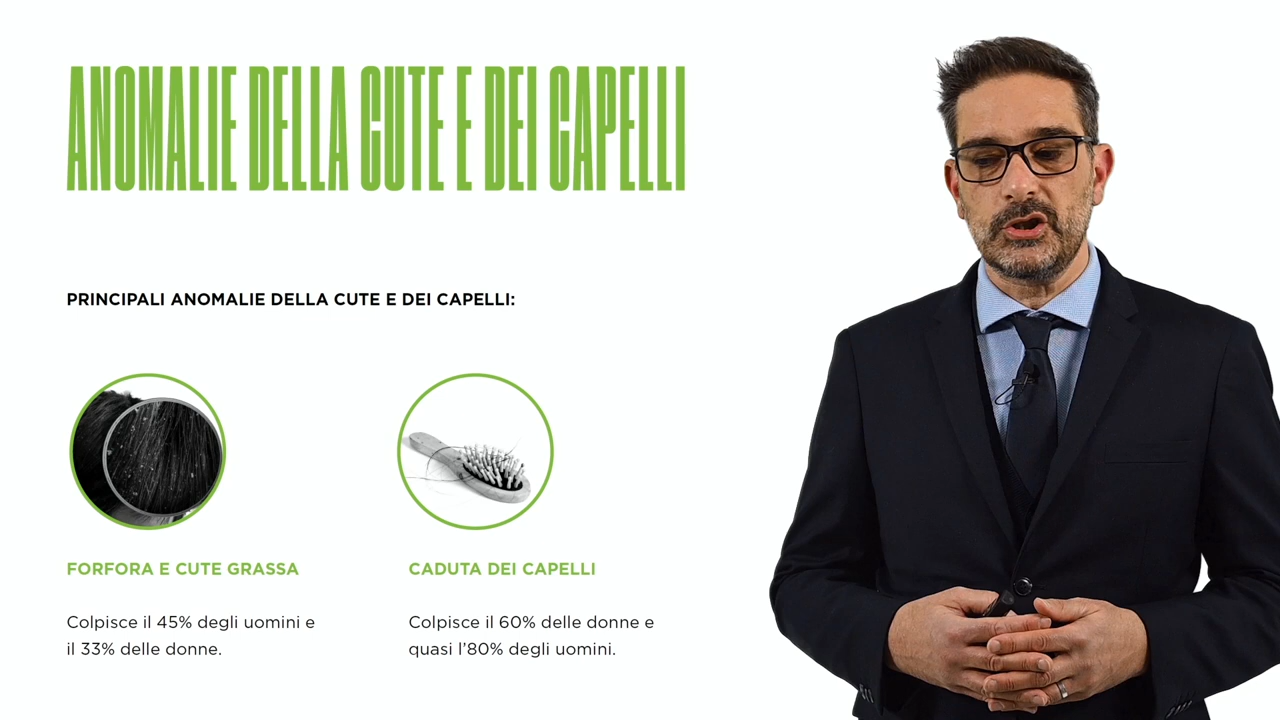 ANOMALIE DELLA CUTE E DEI CAPELLI
PRINCIPALI ANOMALIE DELLA CUTE E DEI CAPELLI:
FORFORA E CUTE GRASSA
Colpisce il 45% degli uomini e
il 33% delle donne.
CADUTA DEI CAPELLI
Colpisce il 60% delle donne e
quasi l'80% degli uomini.